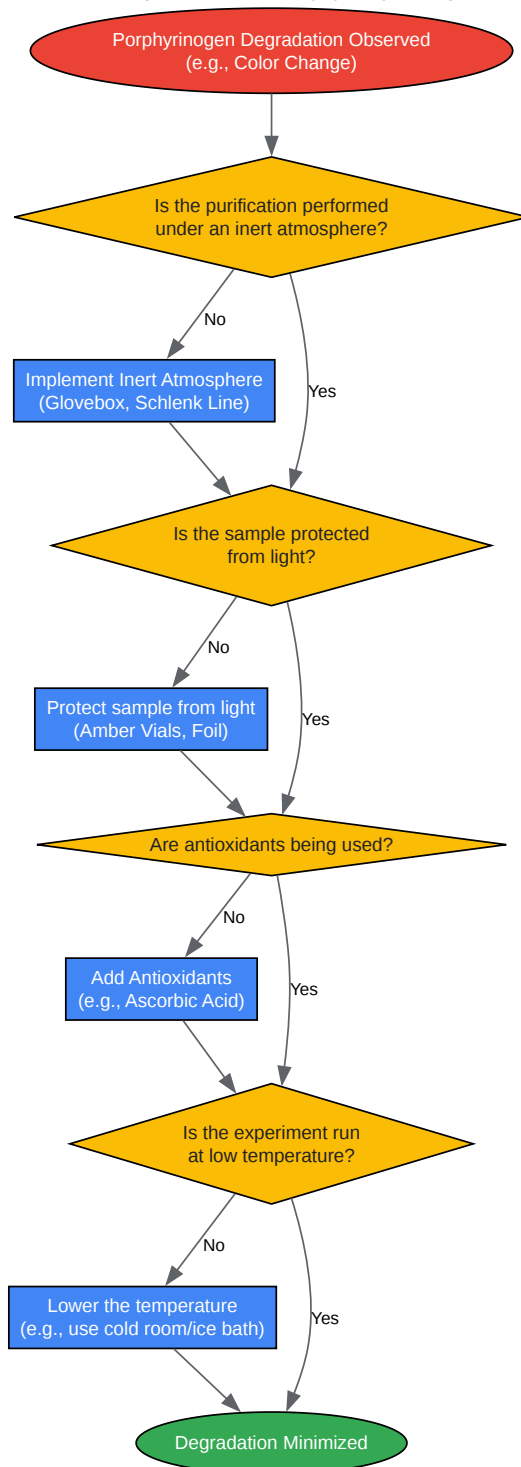 Porphyrinogen Degradation Observed
(e.g., Color Change)
Is the purification performed
under an inert atmosphere?
No
Yes
Implement Inert Atmosphere
(Glovebox, Schlenk Line)
Is the sample protected
from light?
No
Yes
Protect sample from light
(Amber Vials, Foil)
Are antioxidants being used?
No
Yes
Add Antioxidants
(e.g., Ascorbic Acid)
Is the experiment run
at low temperature?
No
Yes
Lower the temperature
(e.g., use cold room/ice bath)
Degradation Minimized